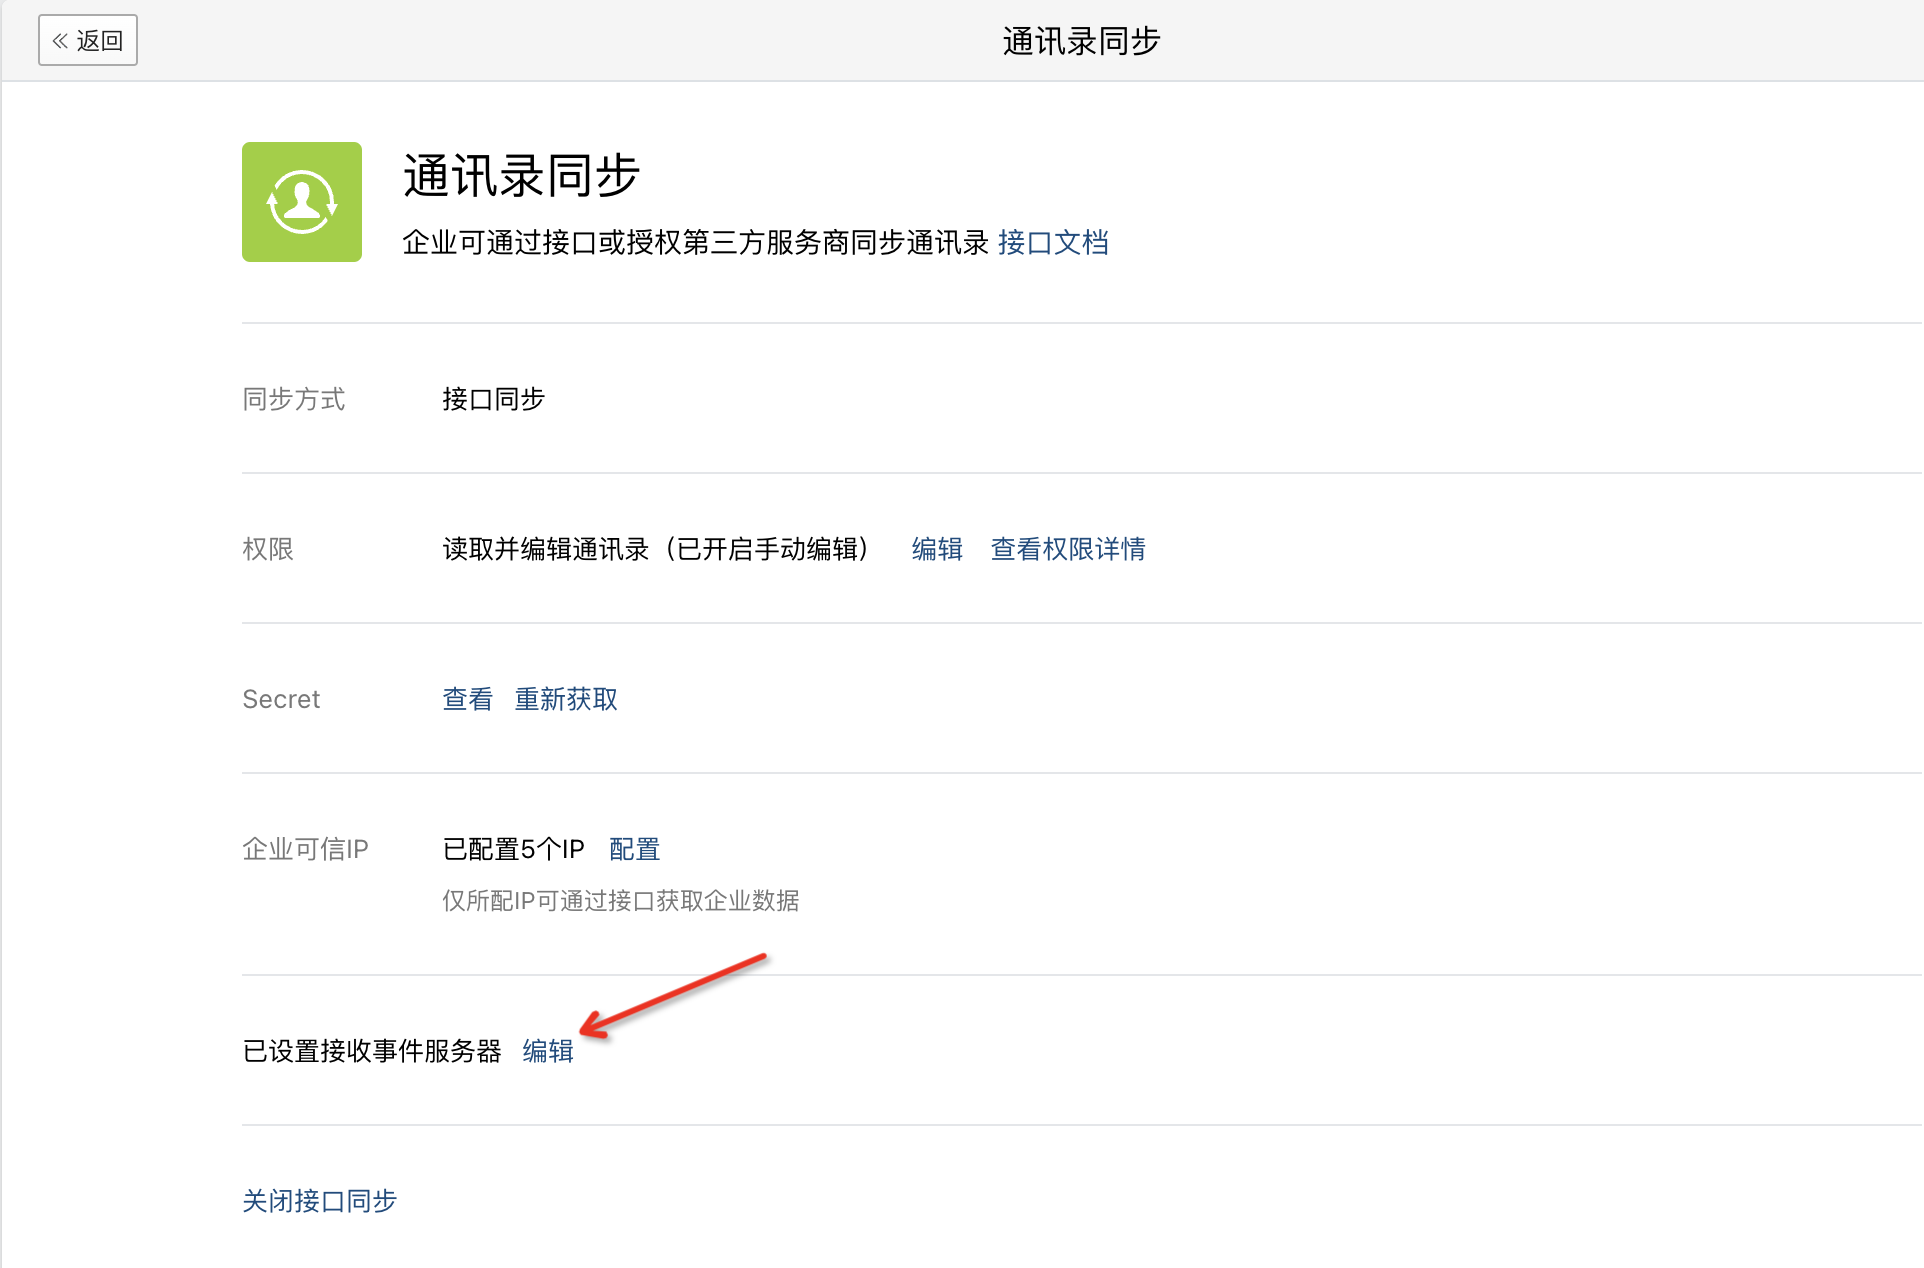 返回
通讯录同步
通讯录同步
企业可通过接口或授权第三方服务商同步通讯录 接口文档
同步方式 接口同步
权限 读取并编辑通讯录（已开启手动编辑） 编辑 查看权限详情
Secret 查看 重新获取
企业可信IP 已配置5个IP 配置
仅所配IP可通过接口获取企业数据
已设置接收事件服务器 编辑
关闭接口同步